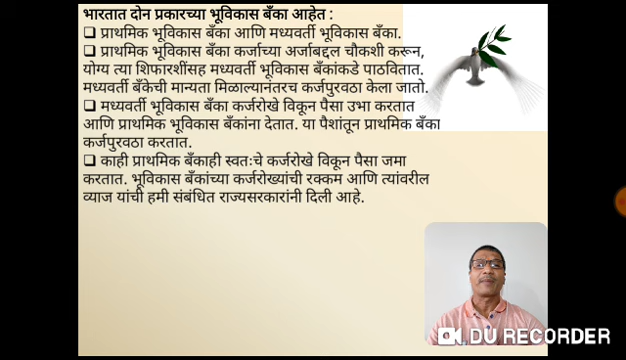 भारतात दोन प्रकारच्या भूविकास बँका आहेत :
❑ प्राथमिक भूविकास बँका आणि मध्यवर्ती भूविकास बँका.
❑ प्राथमिक भूविकास बँका कर्जाच्या अर्जाबद्दल चौकशी करून,
योग्य त्या शिफारशींसह मध्यवर्ती भूविकास बँकांकडे पाठवितात.
मध्यवर्ती बँकेची मान्यता मिळाल्यानंतरच कर्जपुरवठा केला जातो.
❑ मध्यवर्ती भूविकास बँका कर्जरोखे विकून पैसा उभा करतात
आणि प्राथमिक भूविकास बँकांना देतात. या पैशांतून प्राथमिक बँका
कर्जपुरवठा करतात.
❑ काही प्राथमिक बँकाही स्वतःचे कर्जरोखे विकून पैसा जमा
करतात. भूविकास बँकांच्या कर्जरोख्यांची रक्कम आणि त्यांवरील
व्याज यांची हमी संबंधित राज्यसरकारांनी दिली आहे.
DU RECORDER